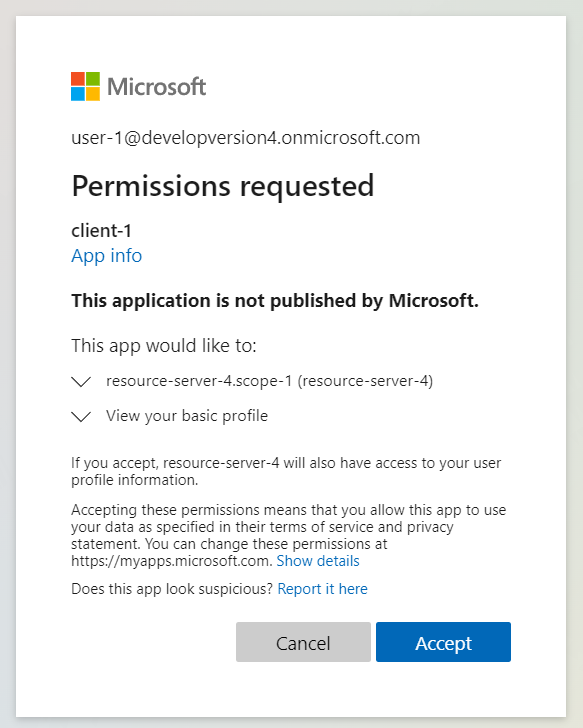 Microsoft
user-1@developversion4.onmicrosoft.com
Permissions requested
client-1
App info
This application is not published by Microsoft.
This app would like to:
resource-server-4.scope-1 (resource-server-4)
View your basic profile
If you accept, resource-server-4 will also have access to your user
profile information.
Accepting these permissions means that you allow this app to use
your data as specified in their terms of service and privacy
statement. You can change these permissions at
https://myapps.microsoft.com. Show details
Does this app look suspicious? Report it here
Cancel Accept